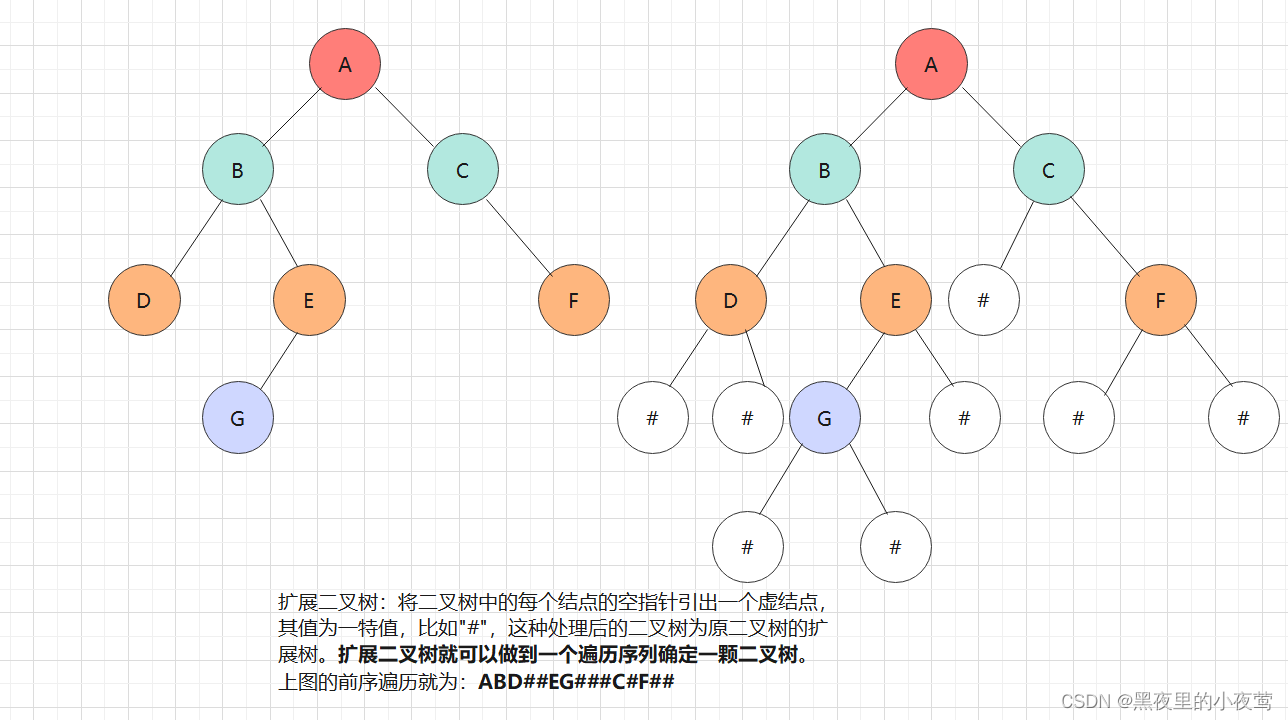 A A
B C B C
D E F D E # F
G # # G # # #
# #
扩展二叉树：将二叉树中的每个结点的空指针引出一个虚结点，
其值为一特值，比如"#"，这种处理后的二叉树为原二叉树的扩
展树。扩展二叉树就可以做到一个遍历序列确定一颗二叉树。
上图的前序遍历就为：ABD##EG###C#F##
CSDN @黑夜里的小夜莺